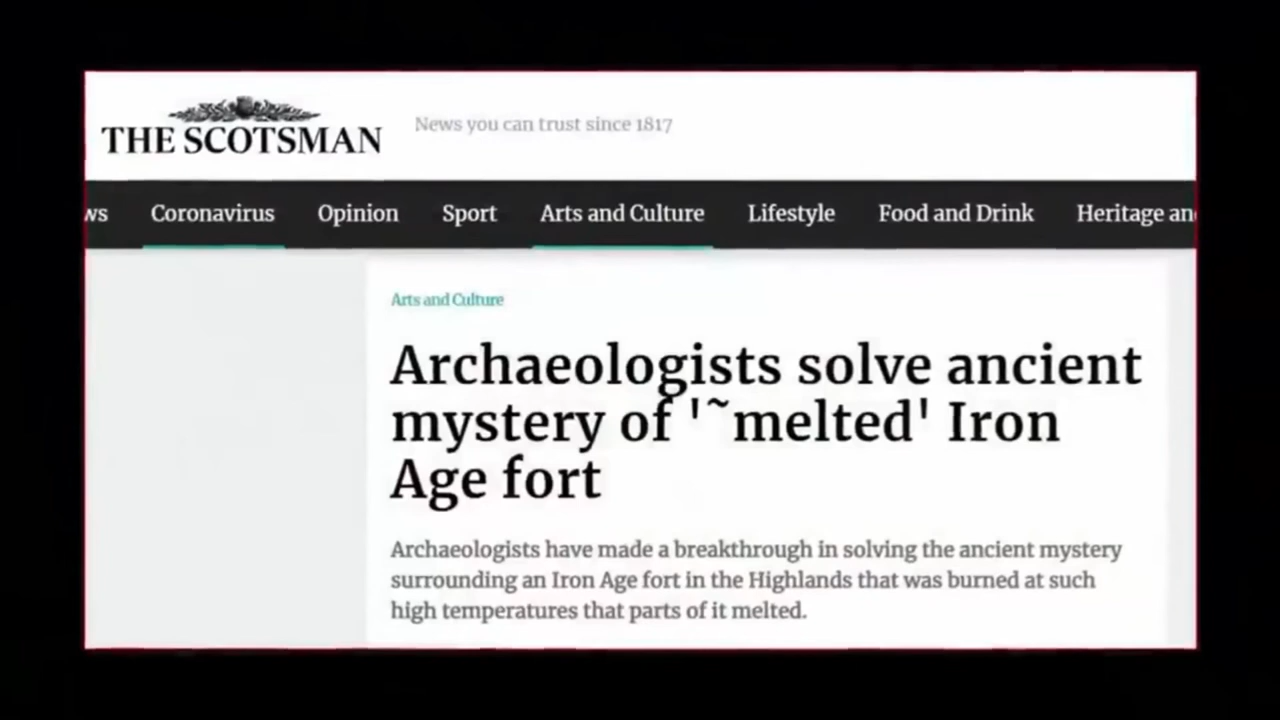 THE SCOTSMAN
News you can trust since 1817
ws Coronavirus Opinion Sport Arts and Culture Lifestyle Food and Drink Heritage an
Arts and Culture
Archaeologists solve ancient
mystery of '˜melted' Iron
Age fort
Archaeologists have made a breakthrough in solving the ancient mystery
surrounding an Iron Age fort in the Highlands that was burned at such
high temperatures that parts of it melted.